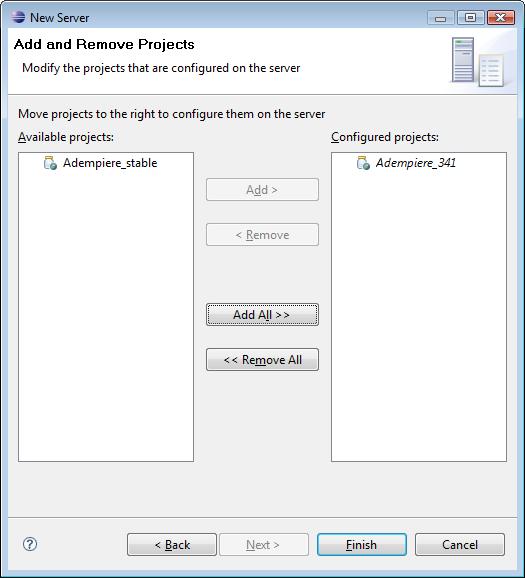 New Server
Add and Remove Projects
Modify the projects that are configured on the server
Move projects to the right to configure them on the server
Available projects:
Configured projects:
Adempiere_stable
Adempiere_341
Add >
< Remove
Add All >>
<< Remove All
?
< Back
Next >
Finish
Cancel